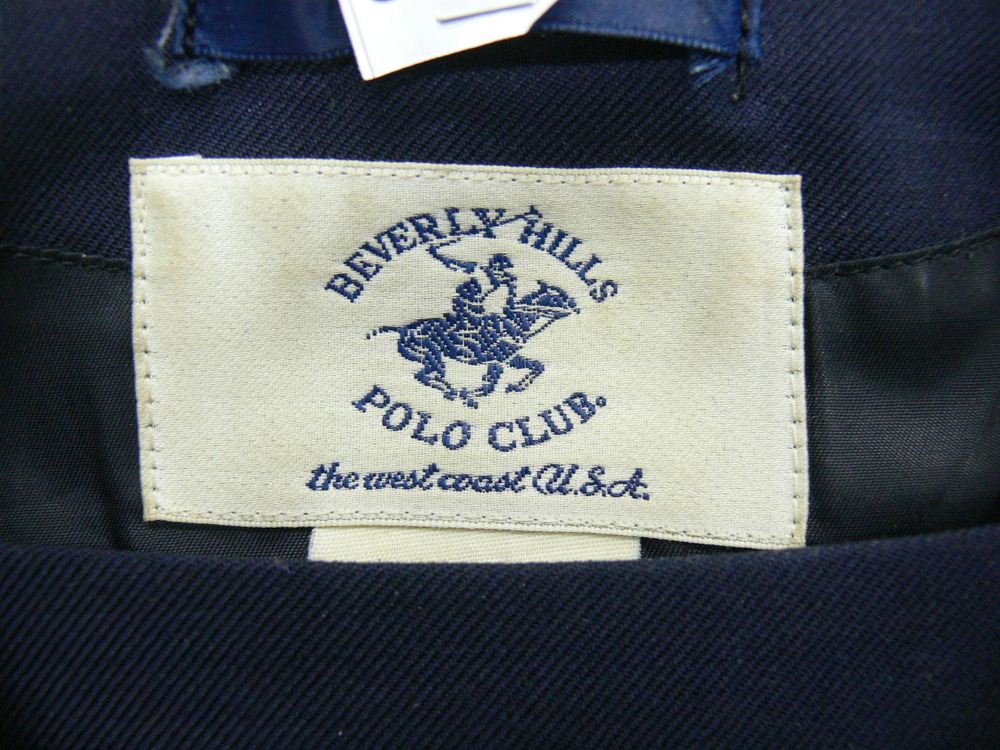 BEVERLY HILLS
POLO CLUB.
the west coast U.S.A.